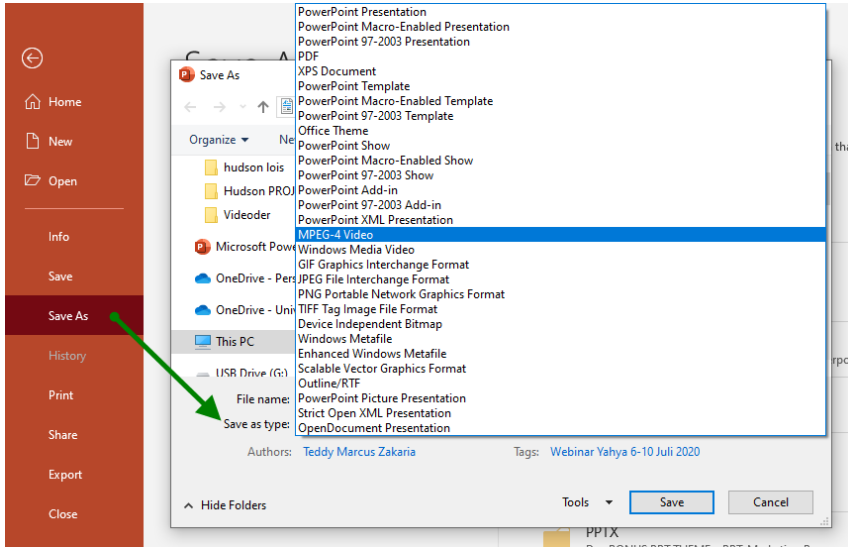 Home
New
Open
Info
Save
Save As
History
Print
Share
Export
Close
Save As
Organize
hudson lois
Hudson PROJ
Videoder
Microsoft Powe
OneDrive - Pers
OneDrive - Uni
This PC
USB Drive (G:)
PowerPoint Presentation
PowerPoint Macro-Enabled Presentation
PowerPoint 97-2003 Presentation
PDF
XPS Document
PowerPoint Template
PowerPoint Macro-Enabled Template
PowerPoint 97-2003 Template
Office Theme
PowerPoint Show
PowerPoint Macro-Enabled Show
PowerPoint 97-2003 Show
PowerPoint Add-in
PowerPoint 97-2003 Add-in
PowerPoint XML Presentation
MPEG-4 Video
Windows Media Video
GIF Graphics Interchange Format
JPEG File Interchange Format
PNG Portable Network Graphics Format
TIFF Tag Image File Format
Device Independent Bitmap
Windows Metafile
Enhanced Windows Metafile
Scalable Vector Graphics Format
Outline/RTF
PowerPoint Picture Presentation
Strict Open XML Presentation
OpenDocument Presentation
File name:
Save as type:
Authors: Teddy Marcus Zakaria Tags: Webinar Yahya 6-10 Juli 2020
Hide Folders Tools Save Cancel
PPTX